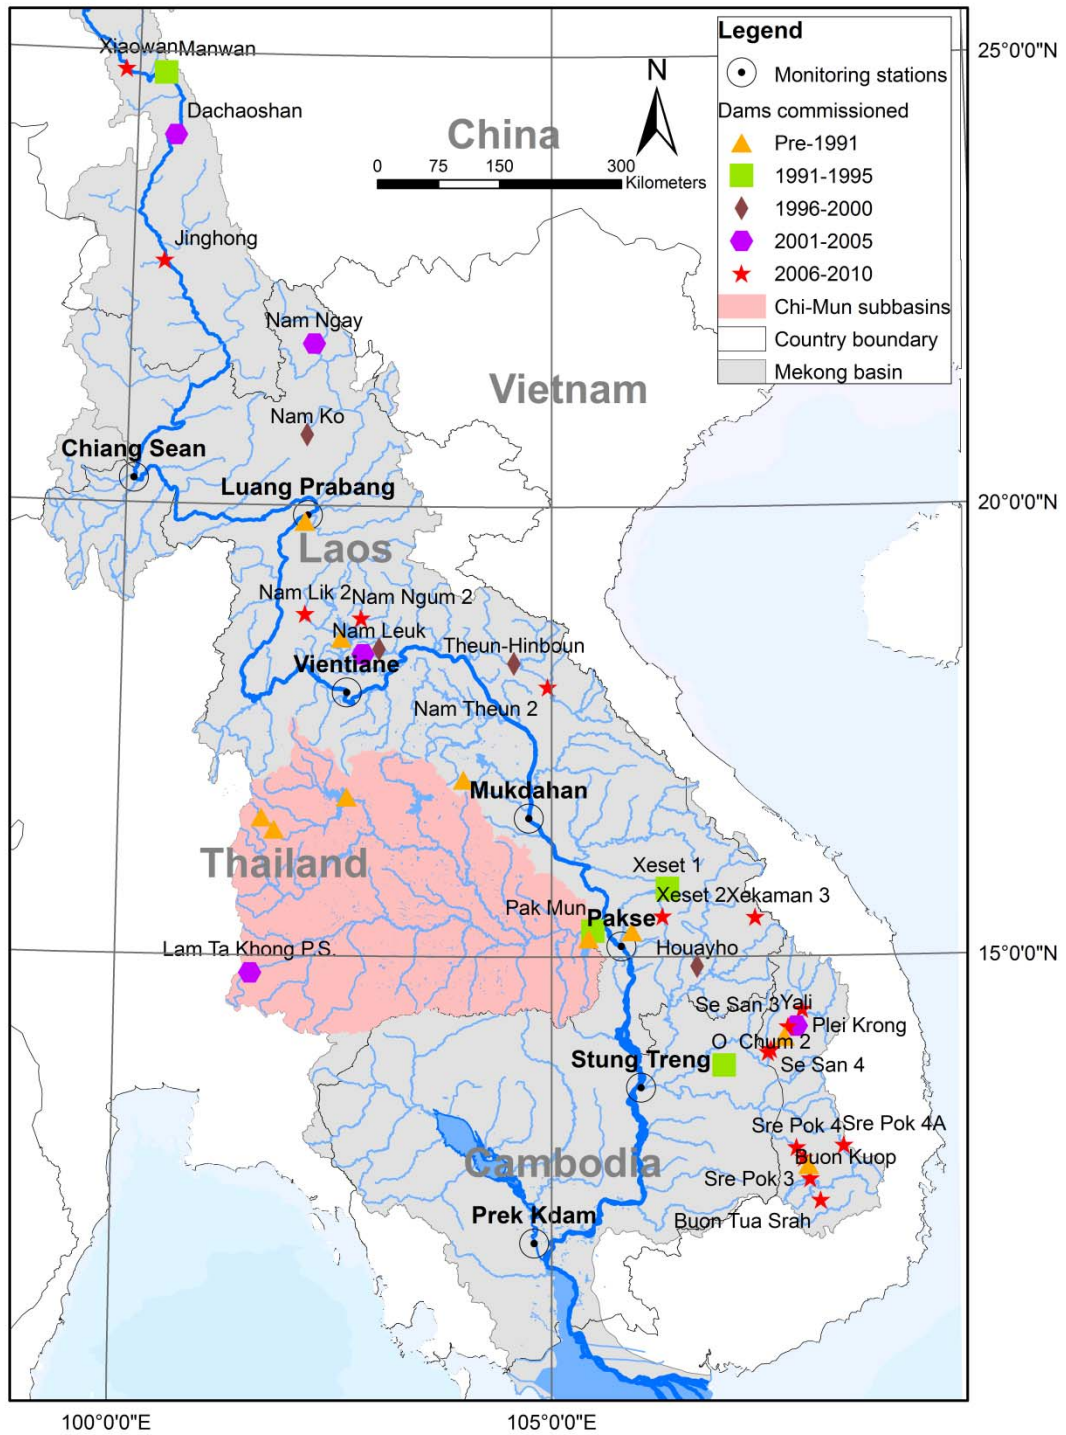 25°0'0"N
Xiaowan Manwan
Dachaoshan
China
N
0 75 150 300
Kilometers
Legend
Monitoring stations
Dams commissioned
Pre-1991
1991-1995
1996-2000
2001-2005
2006-2010
Chi-Mun subbasins
Country boundary
Mekong basin
Jinghong
Nam Ngay
Vietnam
Nam Ko
Chiang Sean
Luang Prabang
20°0'0"N
Laos
Nam Lik 2
Nam Ngum 2
Nam Leuk
Theun-Hinboun
Vientiane
Nam Theun 2
Mukdahan
Thailand
Xeset 1
Xeset 2
Xekaman 3
Pak Mun
Pakse
Houayho
Lam Ta Khong P.S.
15°0'0"N
Se San 3
Yali
Plei Krong
O Chum 2
Se San 4
Stung Treng
Sre Pok 4
Sre Pok 4A
Buon Kuop
Cambodia
Sre Pok 3
Buon Tua Srah
Prek Kdam
100°0'0"E
105°0'0"E